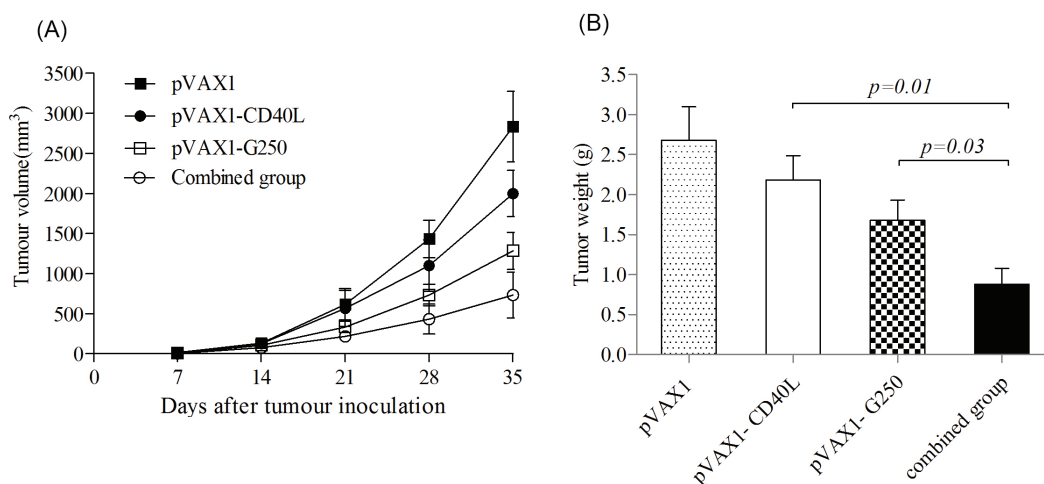 (A)
3500
3000
2500
2000
1500
1000
500
0
Tumour volume(mm³)
pVAX1
pVAX1-CD40L
pVAX1-G250
Combined group
0 7 14 21 28 35
Days after tumour inoculation
(B)
3.5
3.0
2.5
2.0
1.5
1.0
0.5
0.0
Tumor weight (g)
p=0.01
p=0.03
pVAX1
pVAX1- CD40L
pVAX1- G250
combined group